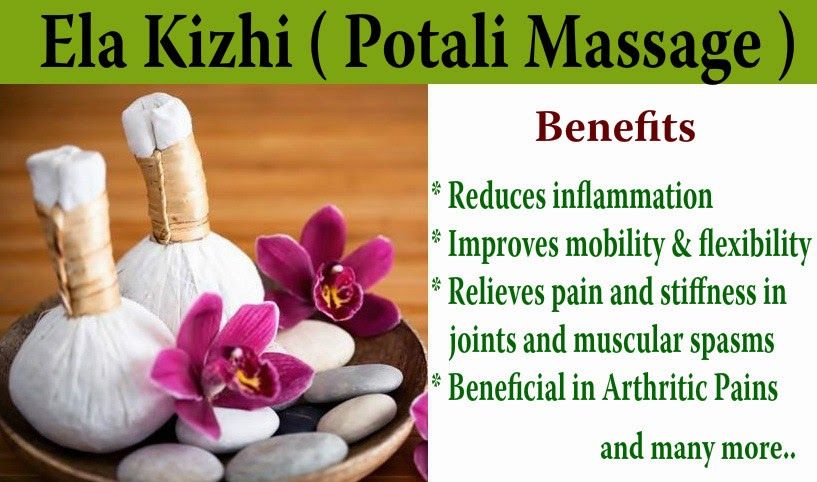 Ela Kizhi ( Potali Massage )
Benefits
* Reduces inflammation
* Improves mobility & flexibility
* Relieves pain and stiffness in
joints and muscular spasms
* Beneficial in Arthritic Pains
and many more..